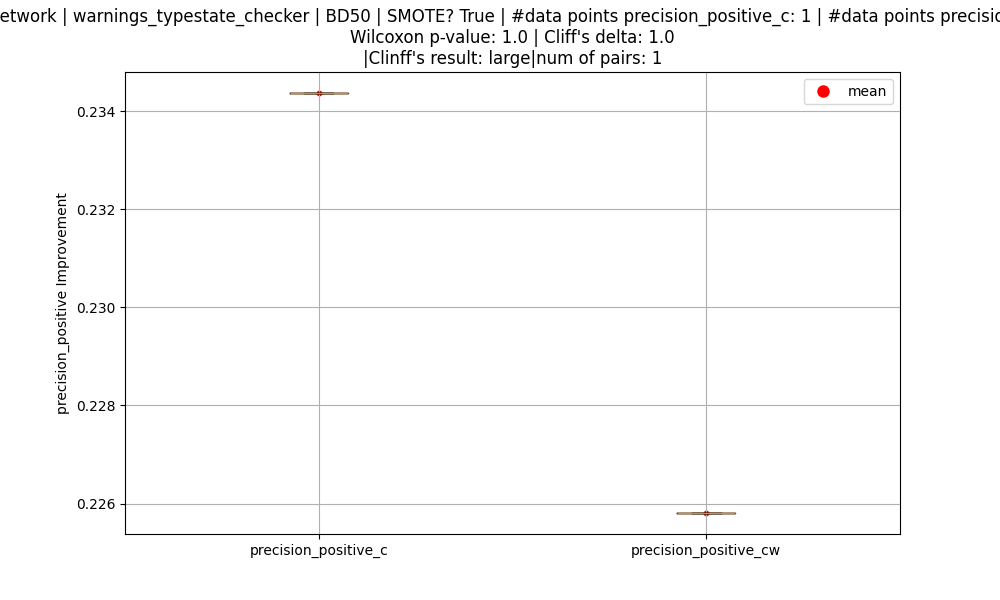 | warnings_typestate_checker | BD50 | SMOTE? True | #data points precision_positive_c: 1 | #data points
Wilcoxon p-value: 1.0 | Cliff's delta: 1.0
|Clinff's result: large|num of pairs: 1
mean
0.234
0.232
0.230
0.228
0.226
precision_positive Improvement
precision_positive_c
precision_positive_cw